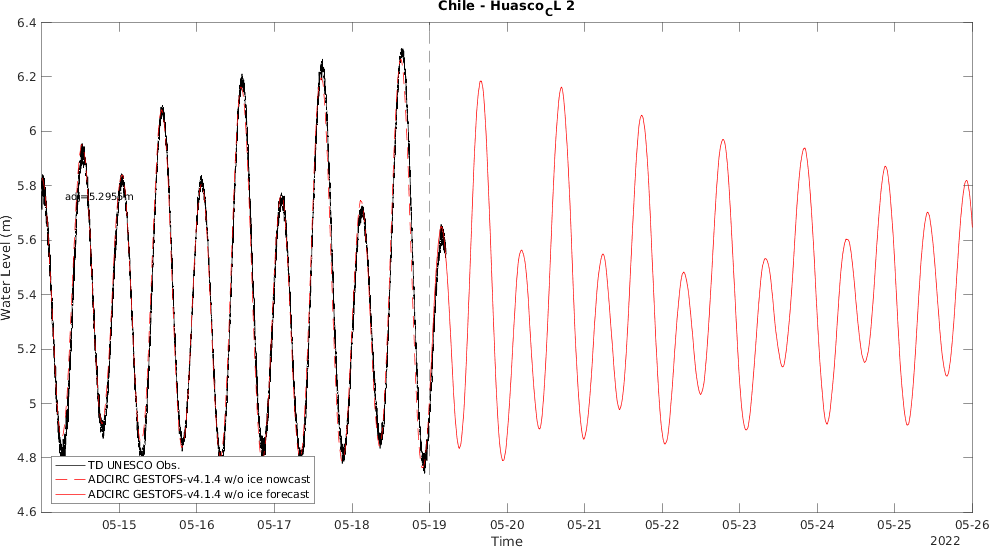 Chile - Huasco_CL 2
6.4
6.2
6
5.8
5.6
5.4
5.2
5
4.8
4.6
Water Level (m)
adj=5.2955m
TD UNESCO Obs.
ADCIRC GESTOFS-v4.1.4 w/o ice nowcast
ADCIRC GESTOFS-v4.1.4 w/o ice forecast
05-15 05-16 05-17 05-18 05-19 05-20 05-21 05-22 05-23 05-24 05-25 05-26
Time
2022